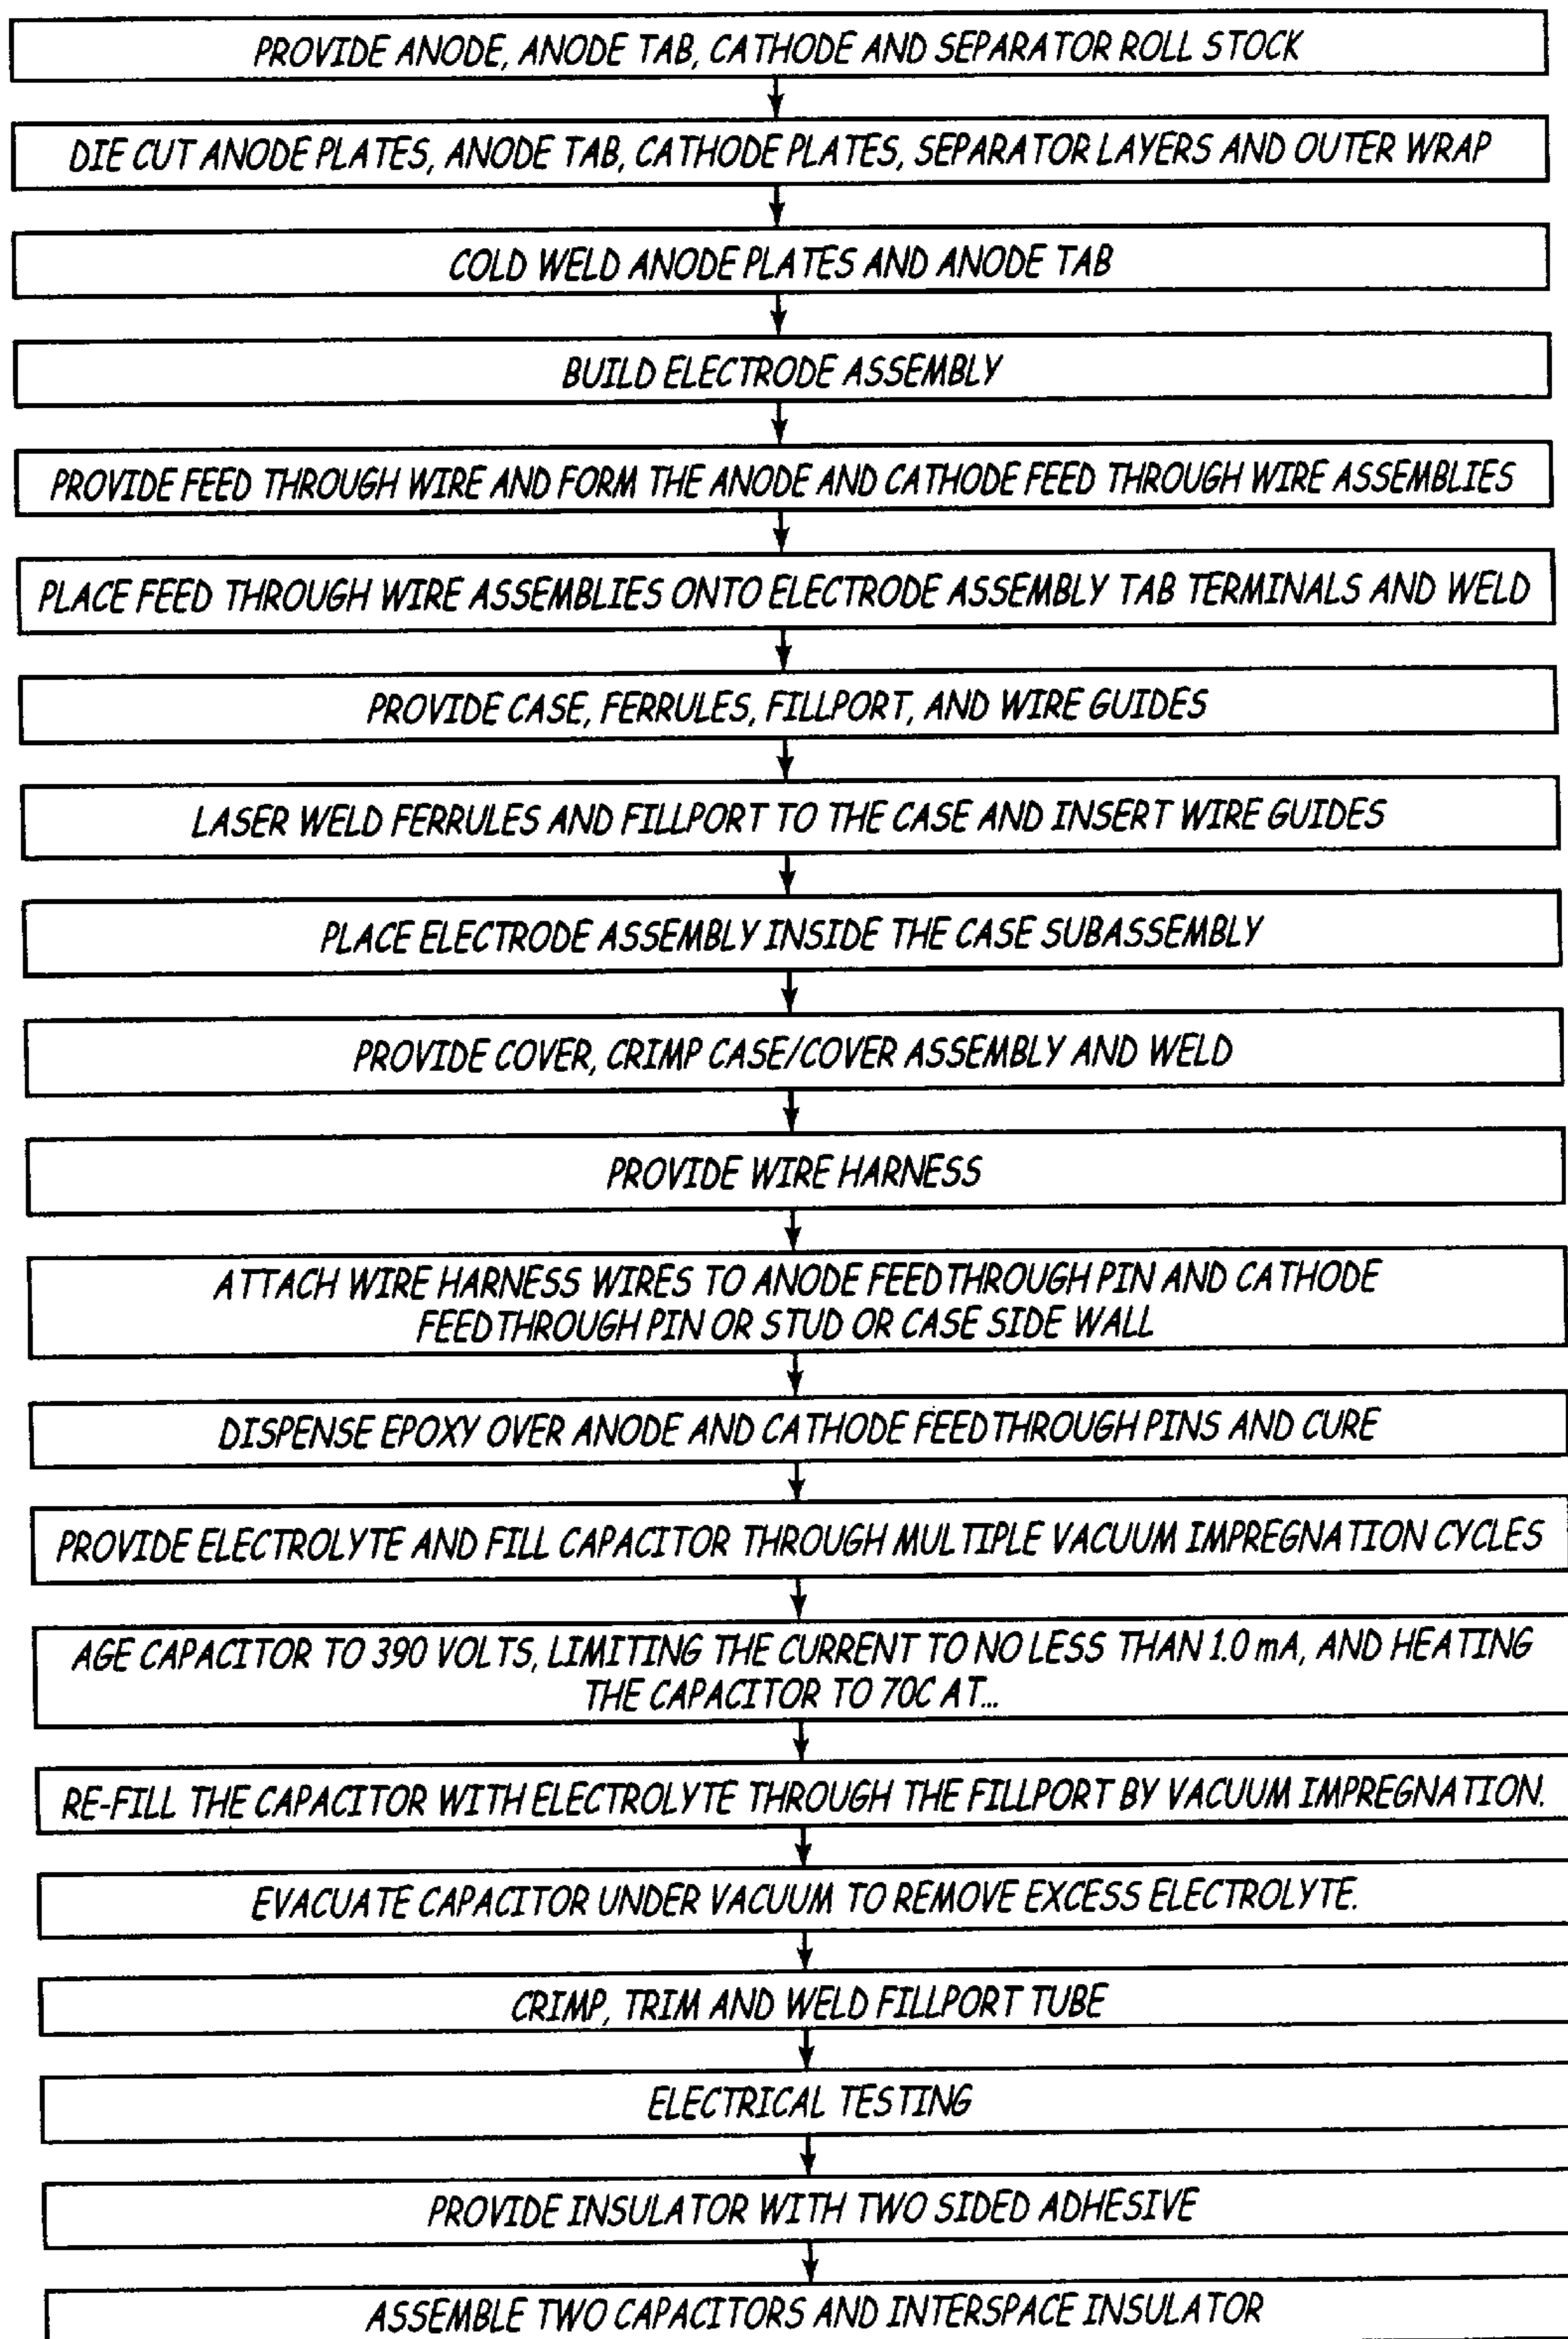 PROVIDE ANODE, ANODE TAB, CATHODE AND SEPARATOR ROLL STOCK
DIE CUT ANODE PLATES, ANODE TAB, CATHODE PLATES, SEPARATOR LAYERS AND OUTER WRAP
COLD WELD ANODE PLATES AND ANODE TAB
BUILD ELECTRODE ASSEMBLY
PROVIDE FEED THROUGH WIRE AND FORM THE ANODE AND CATHODE FEED THROUGH WIRE ASSEMBLIES
PLACE FEED THROUGH WIRE ASSEMBLIES ONTO ELECTRODE ASSEMBLY TAB TERMINALS AND WELD
PROVIDE CASE, FERRULES, FILLPORT, AND WIRE GUIDES
LASER WELD FERRULES AND FILLPORT TO THE CASE AND INSERT WIRE GUIDES
PLACE ELECTRODE ASSEMBLY INSIDE THE CASE SUBASSEMBLY
PROVIDE COVER, CRIMP CASE/COVER ASSEMBLY AND WELD
PROVIDE WIRE HARNESS
ATTACH WIRE HARNESS WIRES TO ANODE FEEDTHROUGH PIN AND CATHODE
FEEDTHROUGH PIN OR STUD OR CASE SIDE WALL
DISPENSE EPOXY OVER ANODE AND CATHODE FEEDTHROUGH PINS AND CURE
PROVIDE ELECTROLYTE AND FILL CAPACITOR THROUGH MULTIPLE VACUUM IMPREGNATION CYCLES
AGE CAPACITOR TO 390 VOLTS, LIMITING THE CURRENT TO NO LESS THAN 1.0 mA, AND HEATING
THE CAPACITOR TO 70C AT...
RE-FILL THE CAPACITOR WITH ELECTROLYTE THROUGH THE FILLPORT BY VACUUM IMPREGNATION.
EVACUATE CAPACITOR UNDER VACUUM TO REMOVE EXCESS ELECTROLYTE.
CRIMP, TRIM AND WELD FILLPORT TUBE
ELECTRICAL TESTING
PROVIDE INSULATOR WITH TWO SIDED ADHESIVE
ASSEMBLE TWO CAPACITORS AND INTERSPACE INSULATOR